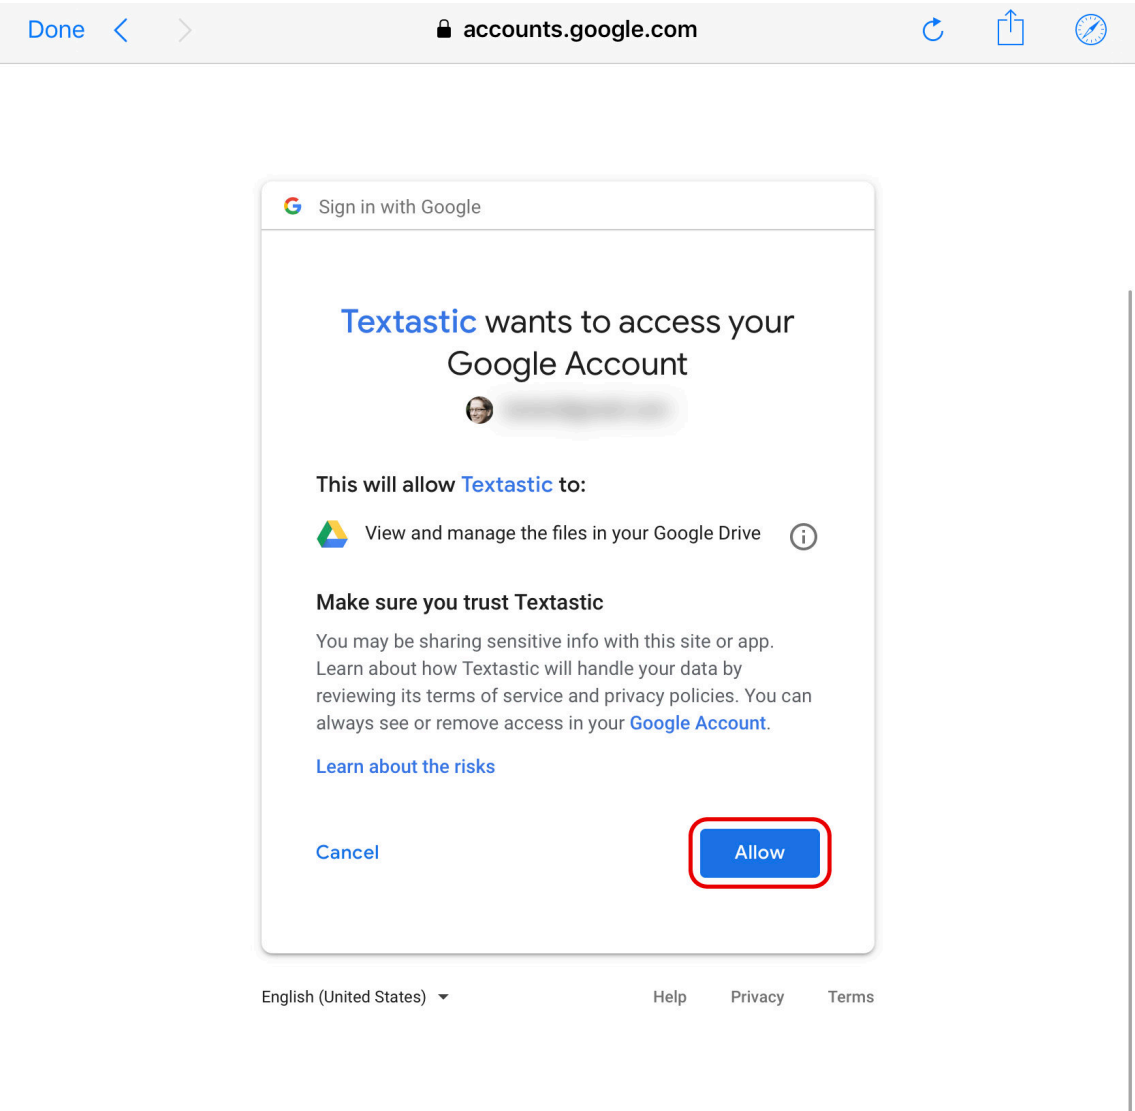 Done
accounts.google.com
Sign in with Google
Textastic wants to access your
Google Account
This will allow Textastic to:
View and manage the files in your Google Drive
Make sure you trust Textastic
You may be sharing sensitive info with this site or app.
Learn about how Textastic will handle your data by
reviewing its terms of service and privacy policies. You can
always see or remove access in your Google Account.
Learn about the risks
Cancel
Allow
English (United States)
Help
Privacy
Terms